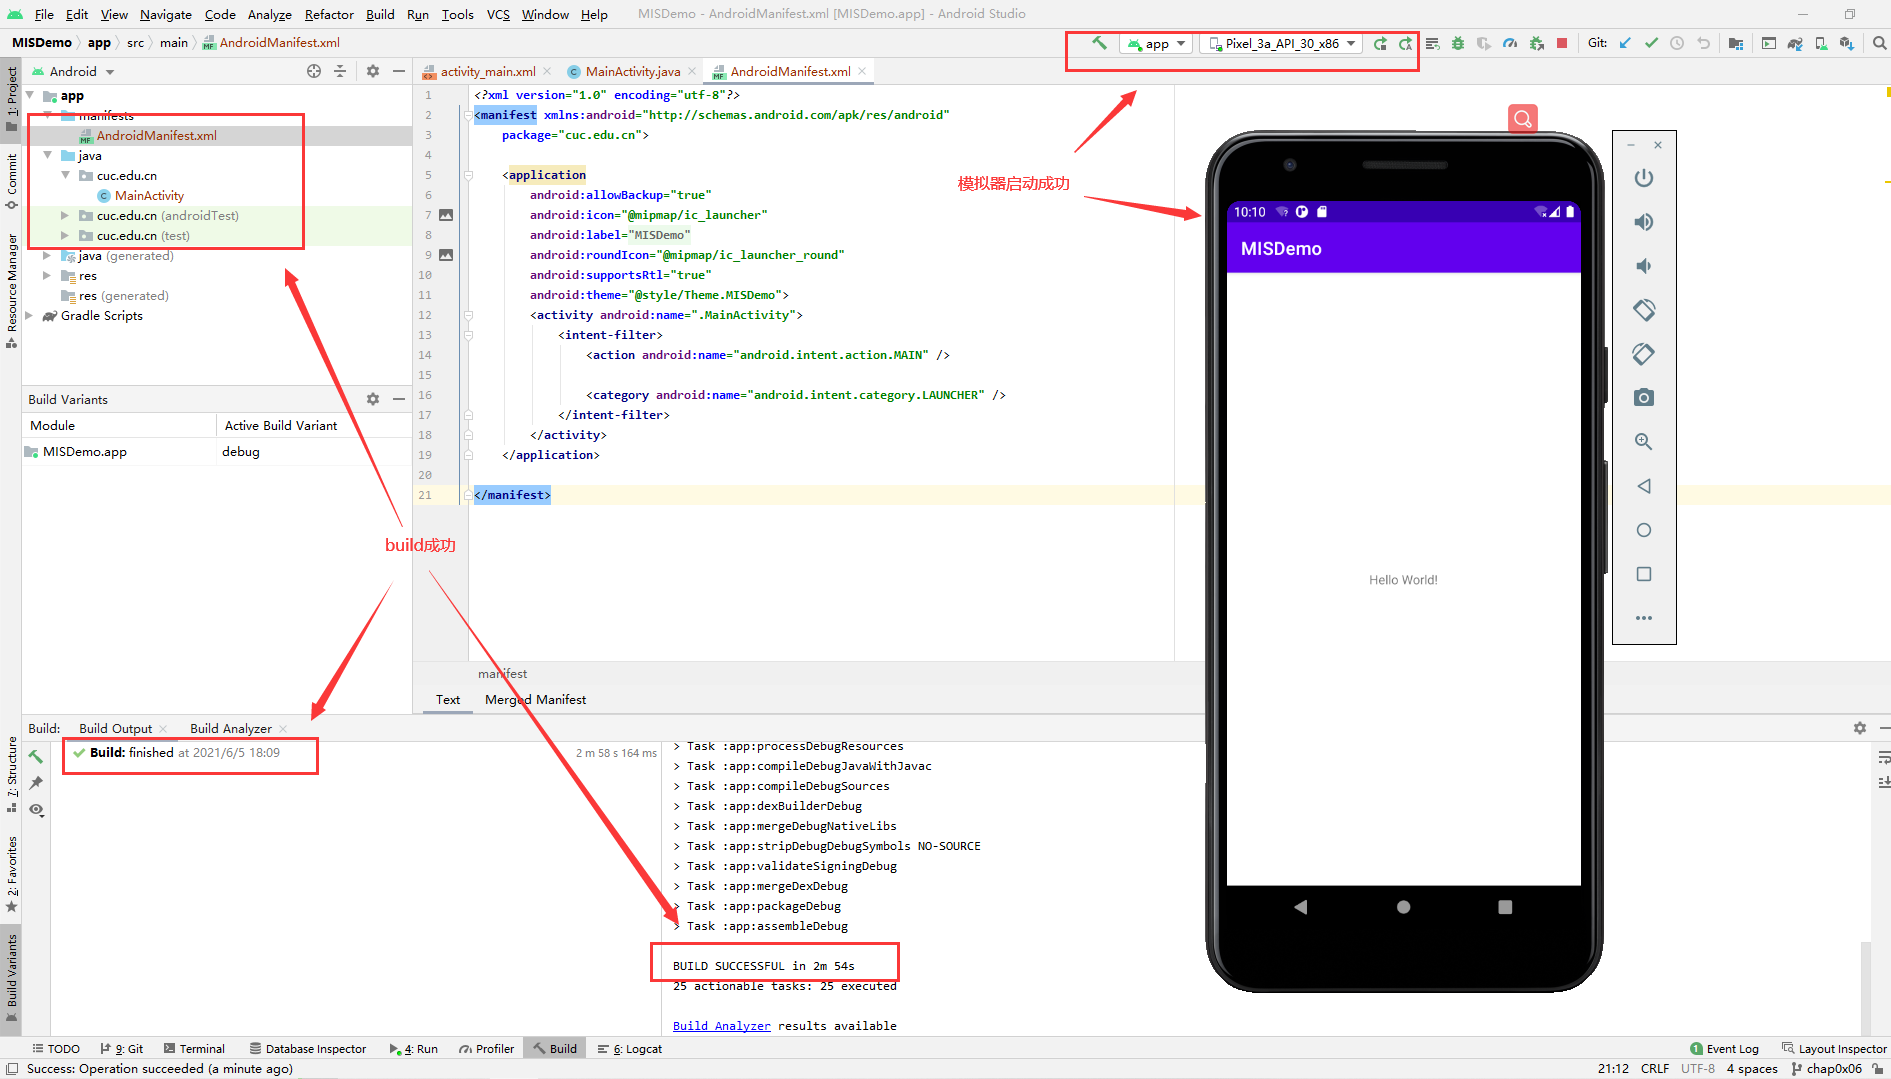 File Edit View Navigate Code Analyze Refactor Build Run Tools VCS Window Help MISDemo - AndroidManifest.xml [MISDemo.app] - Android Studio
MISDemo app src main AndroidManifest.xml
app Pixel_3a_API_30_x86 Git:
1: Project
Commit
Resource Manager
7: Structure
2: Favorites
Build Variants
Android
app
manifests
AndroidManifest.xml
java
cuc.edu.cn
MainActivity
cuc.edu.cn (androidTest)
cuc.edu.cn (test)
java (generated)
res
res (generated)
Gradle Scripts
Build Variants
Module Active Build Variant
MISDemo.app debug
activity_main.xml MainActivity.java AndroidManifest.xml
1 <?xml version="1.0" encoding="utf-8"?>
2 <manifest xmlns:android="http://schemas.android.com/apk/res/android"
3 package="cuc.edu.cn">
4
5 <application
6 android:allowBackup="true"
7 android:icon="@mipmap/ic_launcher"
8 android:label="MISDemo"
9 android:roundIcon="@mipmap/ic_launcher_round"
10 android:supportsRtl="true"
11 android:theme="@style/Theme.MISDemo">
12 <activity android:name=".MainActivity">
13 <intent-filter>
14 <action android:name="android.intent.action.MAIN" />
15
16 <category android:name="android.intent.category.LAUNCHER" />
17 </intent-filter>
18 </activity>
19 </application>
20
21 </manifest>
manifest
Text Merged Manifest
模拟器启动成功
build成功
10:10
MISDemo
Hello World!
Build: Build Output Build Analyzer
Build: finished at 2021/6/5 18:09 2 m 58 s 164 ms
> Task :app:processDebugResources
> Task :app:compileDebugJavaWithJavac
> Task :app:compileDebugSources
> Task :app:dexBuilderDebug
> Task :app:mergeDebugNativeLibs
> Task :app:stripDebugDebugSymbols NO-SOURCE
> Task :app:validateSigningDebug
> Task :app:mergeDexDebug
> Task :app:packageDebug
> Task :app:assembleDebug
BUILD SUCCESSFUL in 2m 54s
25 actionable tasks: 25 executed
Build Analyzer results available
TODO 9: Git Terminal Database Inspector 4: Run Profiler Build 6: Logcat 1 Event Log Layout Inspector
Success: Operation succeeded (a minute ago) 21:12 CRLF UTF-8 4 spaces chap0x06